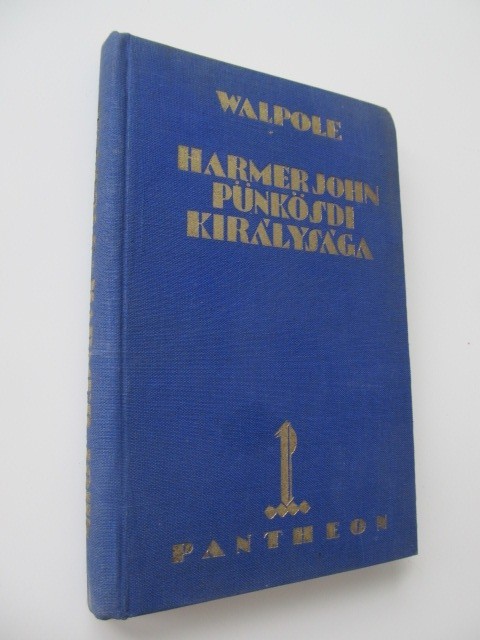 WALPOLE
HARMER JOHN
PÜNKÖSDI
KIRÁLYSÁGA
PANTHEON